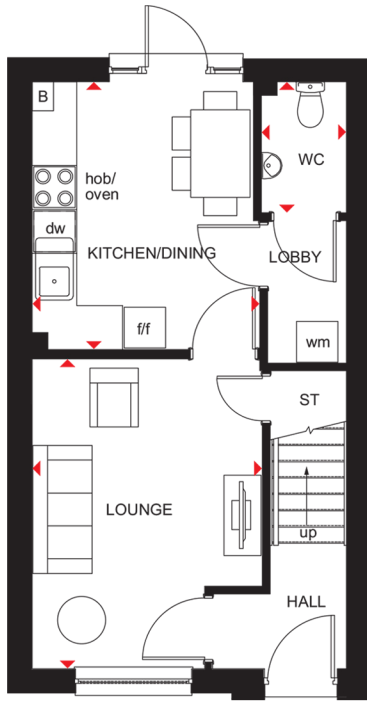 B
WC
hob/
oven
dw
KITCHEN/DINING
LOBBY
f/f
wm
ST
LOUNGE
up
HALL